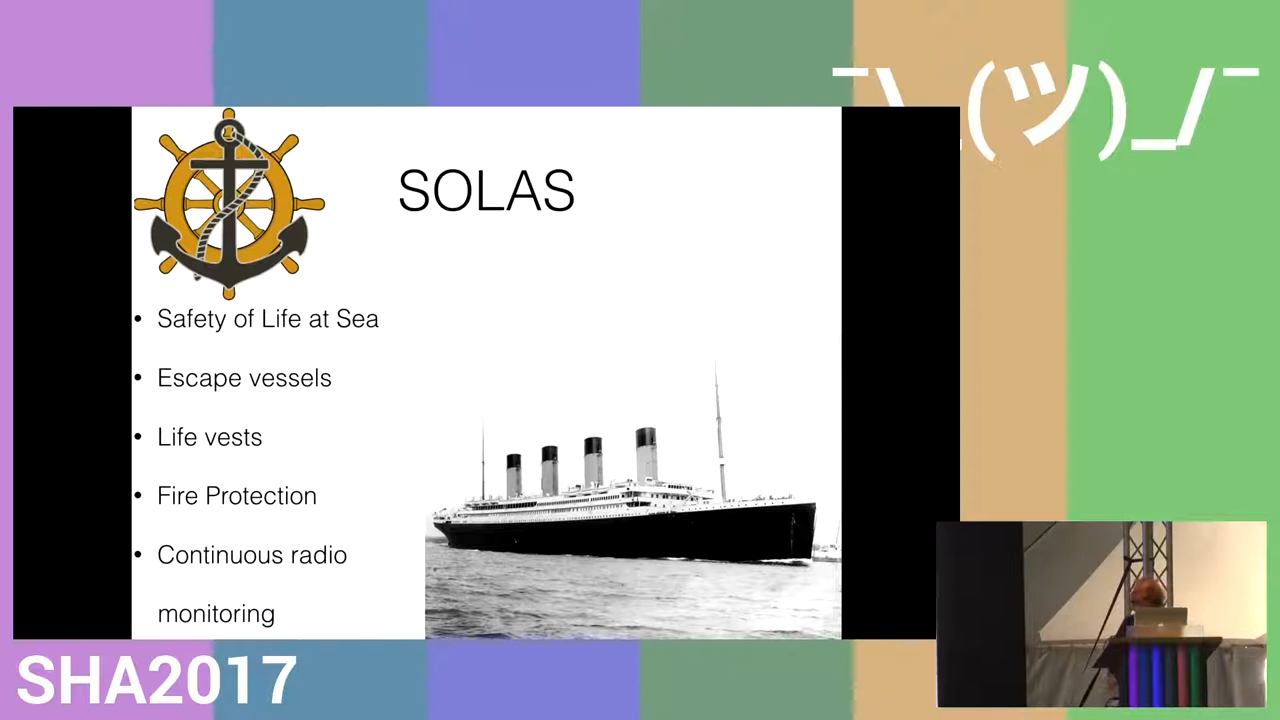 ¯\_(ツ)_/¯
SOLAS
• Safety of Life at Sea
• Escape vessels
• Life vests
• Fire Protection
• Continuous radio
monitoring
SHA2017